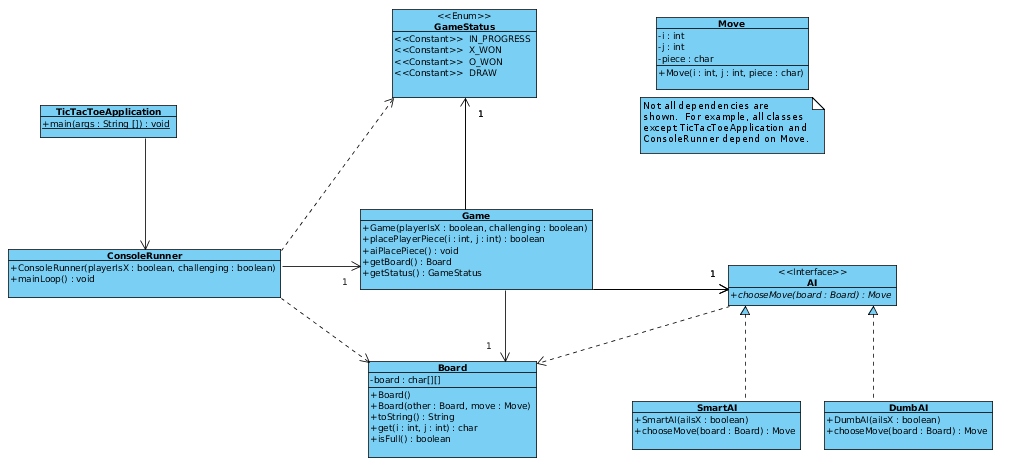 <<Enum>>
GameStatus
<<Constant>> IN_PROGRESS
<<Constant>> X_WON
<<Constant>> O_WON
<<Constant>> DRAW
Move
-i : int
-j : int
-piece : char
+Move(i : int, j : int, piece : char)
Not all dependencies are
shown. For example, all classes
except TicTacToeApplication and
ConsoleRunner depend on Move.
TicTacToeApplication
+main(args : String []) : void
1
Game
+Game(playerIsX : boolean, challenging : boolean)
+placePlayerPiece(i : int, j : int) : boolean
+aiPlacePiece() : void
+getBoard() : Board
+getStatus() : GameStatus
ConsoleRunner
+ConsoleRunner(playerIsX : boolean, challenging : boolean)
+mainLoop() : void
1
1
<<Interface>>
AI
+chooseMove(board : Board) : Move
1
Board
-board : char[][]
+Board()
+Board(other : Board, move : Move)
+toString() : String
+get(i : int, j : int) : char
+isFull() : boolean
SmartAI
+SmartAI(aiIsX : boolean)
+chooseMove(board : Board) : Move
DumbAI
+DumbAI(aiIsX : boolean)
+chooseMove(board : Board) : Move